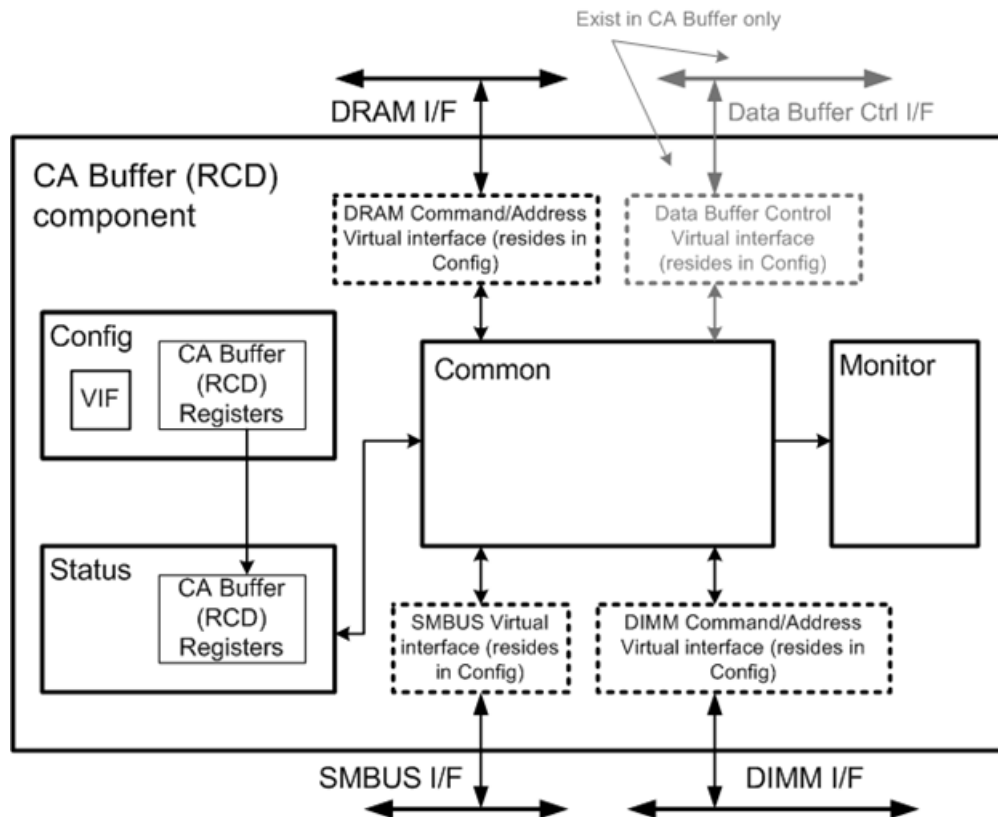 Exist in CA Buffer only
DRAM I/F
Data Buffer Ctrl I/F
CA Buffer (RCD)
component
DRAM Command/Address
Virtual interface (resides in
Config)
Data Buffer Control
Virtual interface
(resides in Config)
Config
VIF
CA Buffer
(RCD)
Registers
Common
Monitor
Status
CA Buffer
(RCD)
Registers
SMBUS Virtual
interface (resides
in Config)
DIMM Command/Address
Virtual interface (resides in
Config)
SMBUS I/F
DIMM I/F